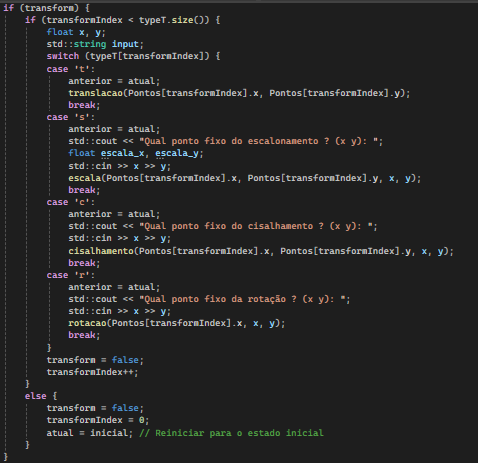 if (transform) {
if (transformIndex < typeT.size()) {
float x, y;
std::string input;
switch (typeT[transformIndex]) {
case 't':
anterior = atual;
translacao(Pontos[transformIndex].x, Pontos[transformIndex].y);
break;
case 's':
anterior = atual;
std::cout << "Qual ponto fixo do escalonamento ? (x y): ";
float escala_x, escala_y;
std::cin >> x >> y;
escala(Pontos[transformIndex].x, Pontos[transformIndex].y, x, y);
break;
case 'c':
anterior = atual;
std::cout << "Qual ponto fixo do cisalhamento ? (x y): ";
std::cin >> x >> y;
cisalhamento(Pontos[transformIndex].x, Pontos[transformIndex].y, x, y);
break;
case 'r':
anterior = atual;
std::cout << "Qual ponto fixo da rotação ? (x y): ";
std::cin >> x >> y;
rotacao(Pontos[transformIndex].x, x, y);
break;
}
transform = false;
transformIndex++;
}
else {
transform = false;
transformIndex = 0;
atual = inicial; // Reiniciar para o estado inicial
}
}